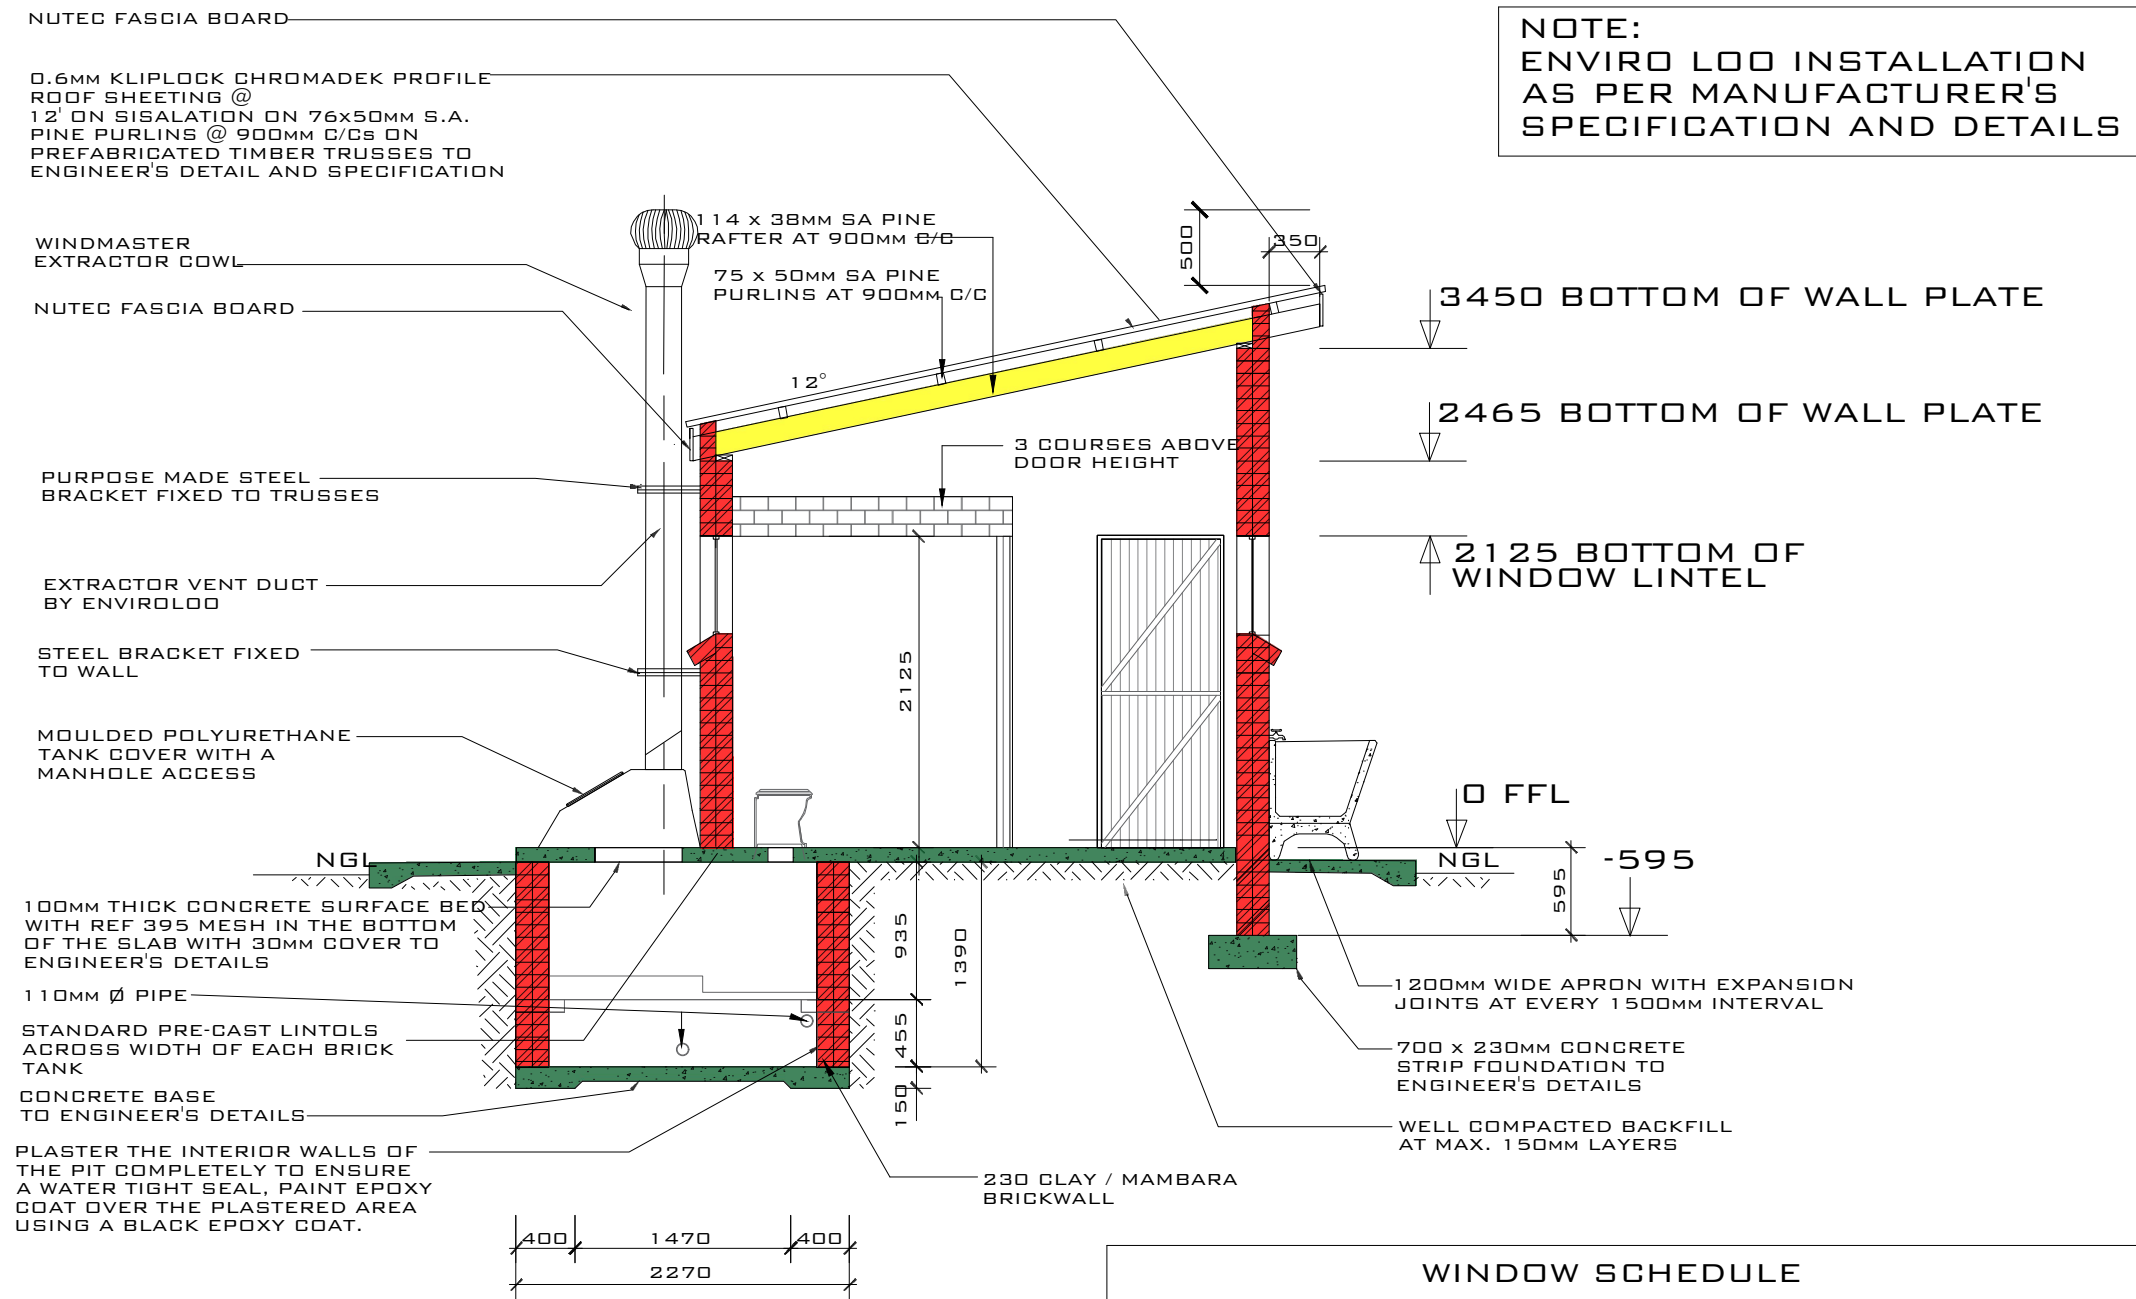 NUTEC FASCIA BOARD
0.6MM KLIPLOCK CHROMADEK PROFILE
ROOF SHEETING @
12' ON SISALATION ON 76x50MM S.A.
PINE PURLINS @ 900MM C/Cs ON
PREFABRICATED TIMBER TRUSSES TO
ENGINEER'S DETAIL AND SPECIFICATION
NOTE:
ENVIRO LOO INSTALLATION
AS PER MANUFACTURER'S
SPECIFICATION AND DETAILS
WINDMASTER
EXTRACTOR COWL
NUTEC FASCIA BOARD
114 x 38MM SA PINE
RAFTER AT 900MM C/C
75 x 50MM SA PINE
PURLINS AT 900MM C/C
500
350
12°
3450 BOTTOM OF WALL PLATE
2465 BOTTOM OF WALL PLATE
3 COURSES ABOVE
DOOR HEIGHT
PURPOSE MADE STEEL
BRACKET FIXED TO TRUSSES
2125 BOTTOM OF
WINDOW LINTEL
EXTRACTOR VENT DUCT
BY ENVIROLOO
STEEL BRACKET FIXED
TO WALL
2125
MOULDED POLYURETHANE
TANK COVER WITH A
MANHOLE ACCESS
0 FFL
NGL
NGL
-595
595
100MM THICK CONCRETE SURFACE BED
WITH REF 395 MESH IN THE BOTTOM
OF THE SLAB WITH 30MM COVER TO
ENGINEER'S DETAILS
110MM Ø PIPE
STANDARD PRE-CAST LINTOLS
ACROSS WIDTH OF EACH BRICK
TANK
CONCRETE BASE
TO ENGINEER'S DETAILS
PLASTER THE INTERIOR WALLS OF
THE PIT COMPLETELY TO ENSURE
A WATER TIGHT SEAL, PAINT EPOXY
COAT OVER THE PLASTERED AREA
USING A BLACK EPOXY COAT.
935
1390
455
150
1200MM WIDE APRON WITH EXPANSION
JOINTS AT EVERY 1500MM INTERVAL
700 x 230MM CONCRETE
STRIP FOUNDATION TO
ENGINEER'S DETAILS
WELL COMPACTED BACKFILL
AT MAX. 150MM LAYERS
230 CLAY / MAMBARA
BRICKWALL
400
1470
400
2270
WINDOW SCHEDULE